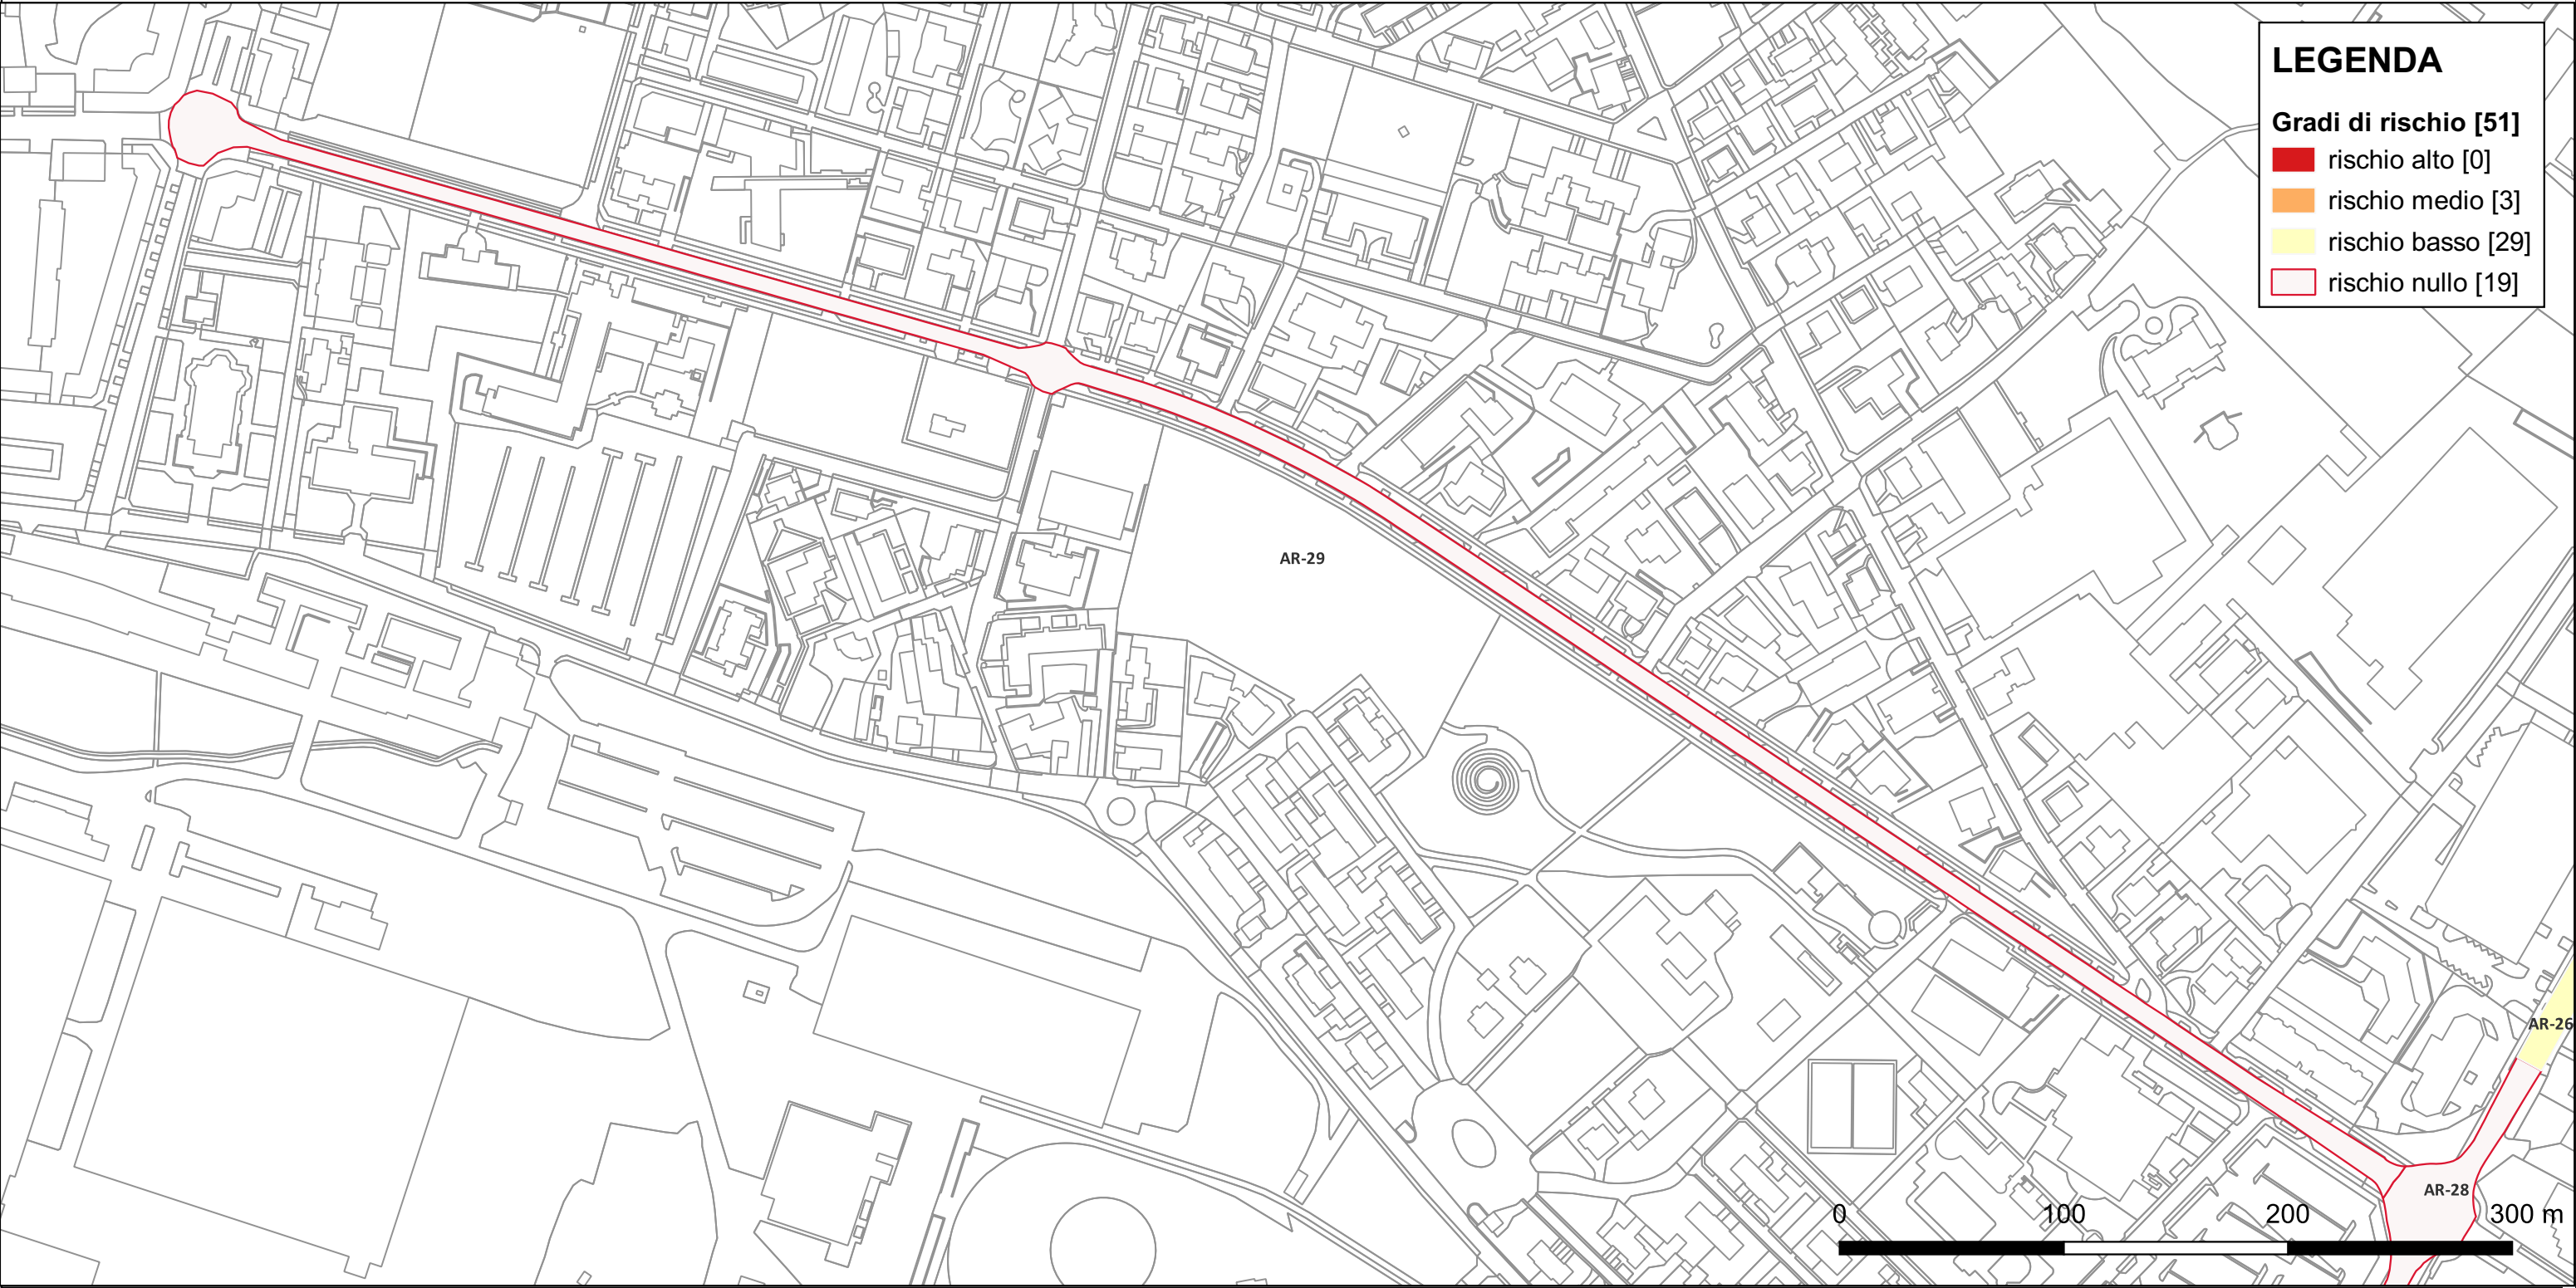 LEGENDA
Gradi di rischio [51]
rischio alto [0]
rischio medio [3]
rischio basso [29]
rischio nullo [19]
AR-29
AR-26
AR-28
0 100 200 300 m